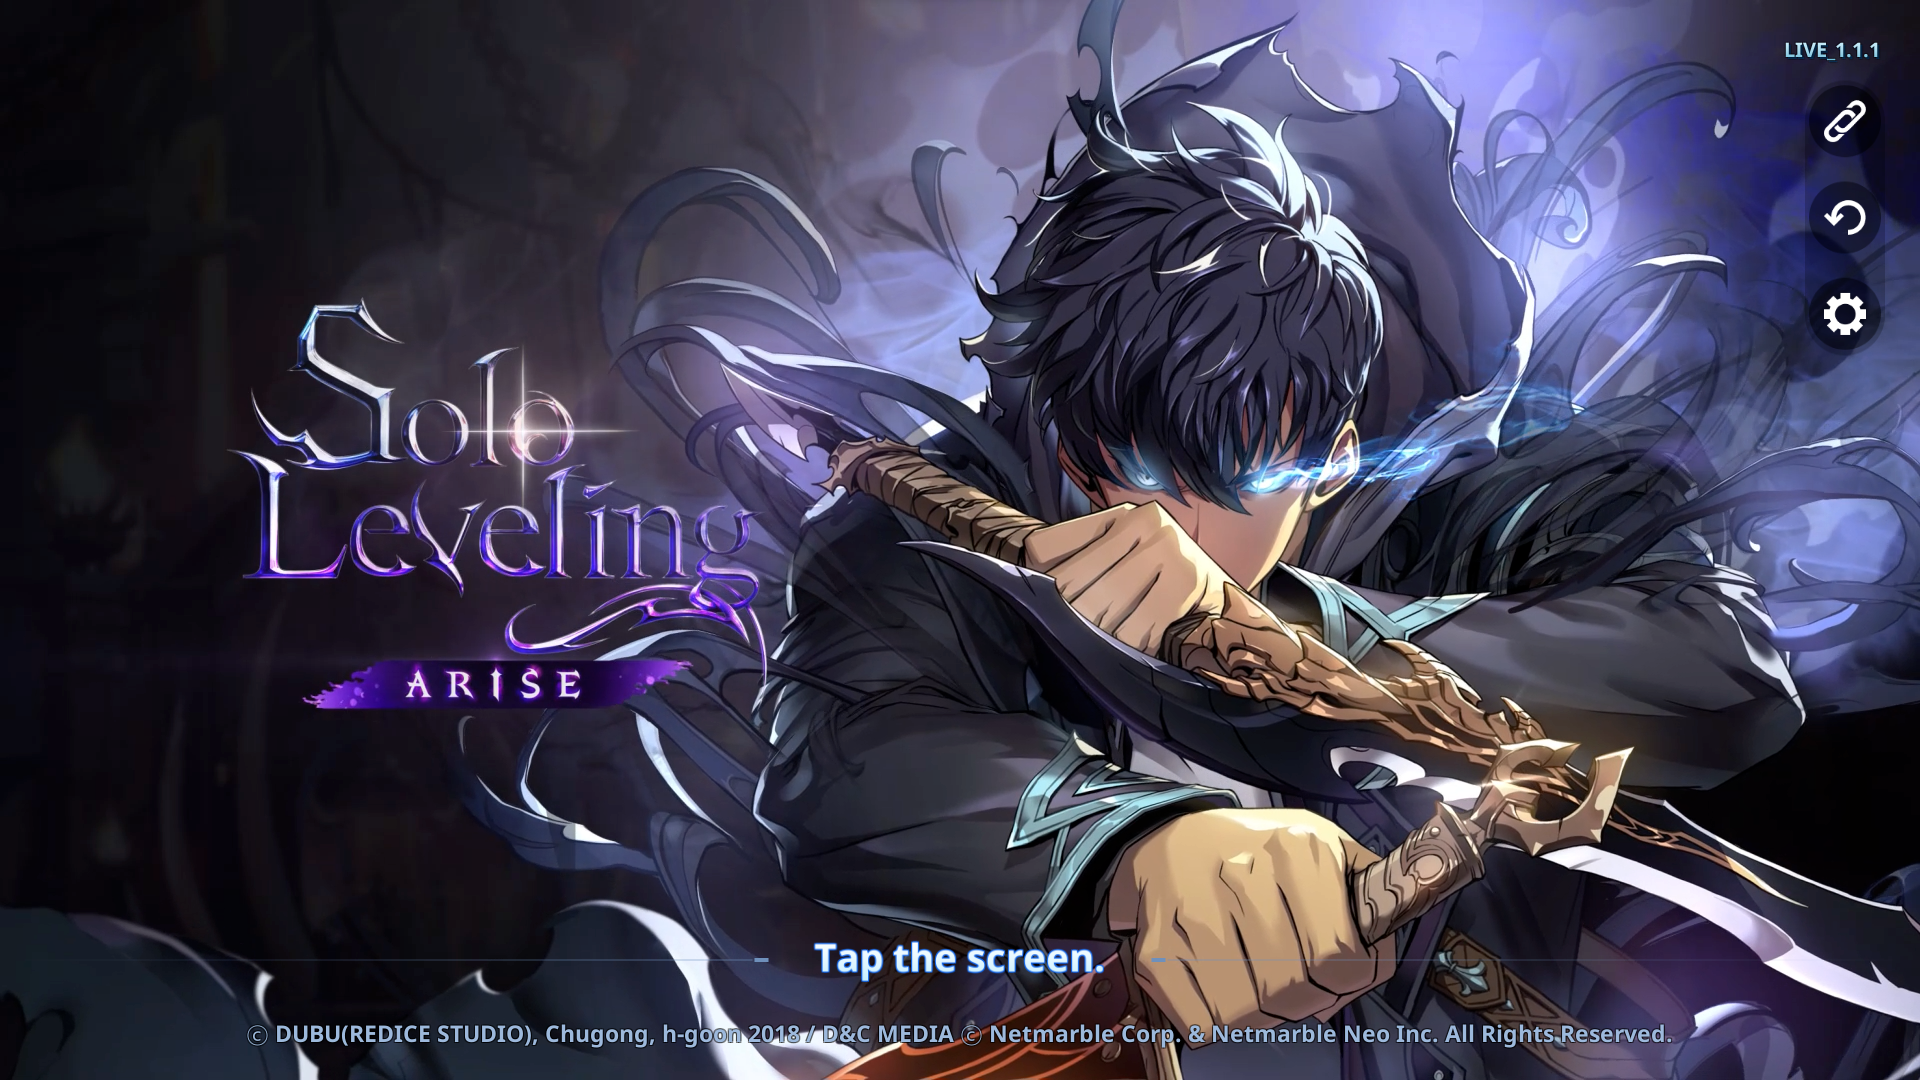 LIVE_1.1.1
Solo
Leveling
ARISE
Tap the screen.
© DUBU(REDICE STUDIO), Chugong, h-goon 2018 / D&C MEDIA © Netmarble Corp. & Netmarble Neo Inc. All Rights Reserved.